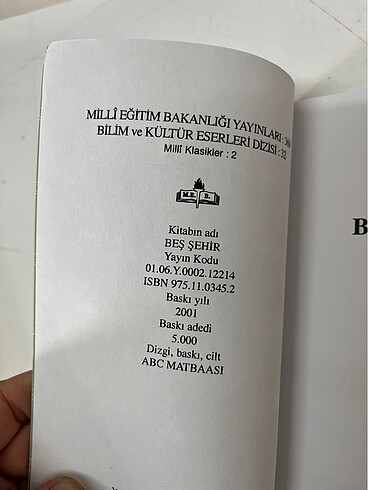 MİLLÎ EĞİTİM BAKANLIĞI YAYINLARI :
BİLİM ve KÜLTÜR ESERLERİ DİZİSİ :
Millî Klasikler : 2
M.E. B.
Kitabın adı
BEŞ ŞEHİR
Yayın Kodu
01.06.Y.0002.12214
ISBN 975.11.0345.2
Baskı yılı
2001
Baskı adedi
5.000
Dizgi, baskı, cilt
ABC MATBAASI
B